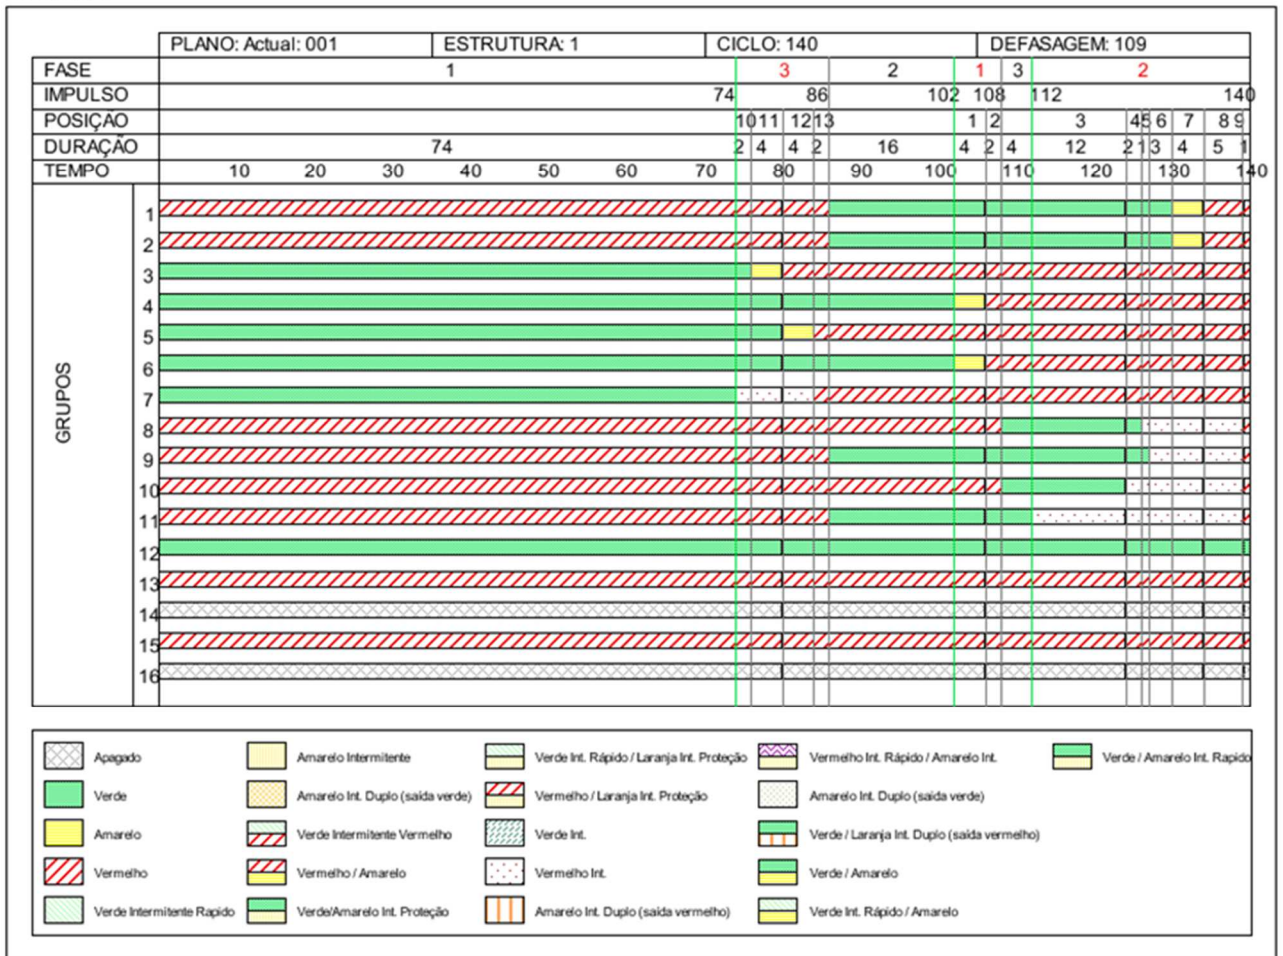 PLANO: Actual: 001 ESTRUTURA: 1 CICLO: 140 DEFASAGEM: 109
FASE 1 3 2 1 3 2
IMPULSO 74 86 102 108 112 140
POSIÇÃO 10 11 12 13 1 2 3 4 5 6 7 8 9
DURAÇÃO 74 2 4 4 2 16 4 2 4 12 2 1 3 4 5 1
TEMPO 10 20 30 40 50 60 70 80 90 100 110 120 130 140
GRUPOS
1
2
3
4
5
6
7
8
9
10
11
12
13
14
15
16
Apagado Amarelo Intermitente Verde Int. Rápido / Laranja Int. Proteção Vermelho Int. Rápido / Amarelo Int. Verde / Amarelo Int. Rapido
Verde Amarelo Int. Duplo (saída verde) Vermelho / Laranja Int. Proteção Amarelo Int. Duplo (saída verde)
Amarelo Verde Intermitente Vermelho Verde Int. Verde / Laranja Int. Duplo (saída vermelho)
Vermelho Vermelho / Amarelo Vermelho Int. Verde / Amarelo
Verde Intermitente Rapido Verde/Amarelo Int. Proteção Amarelo Int. Duplo (saída vermelho) Verde Int. Rápido / Amarelo